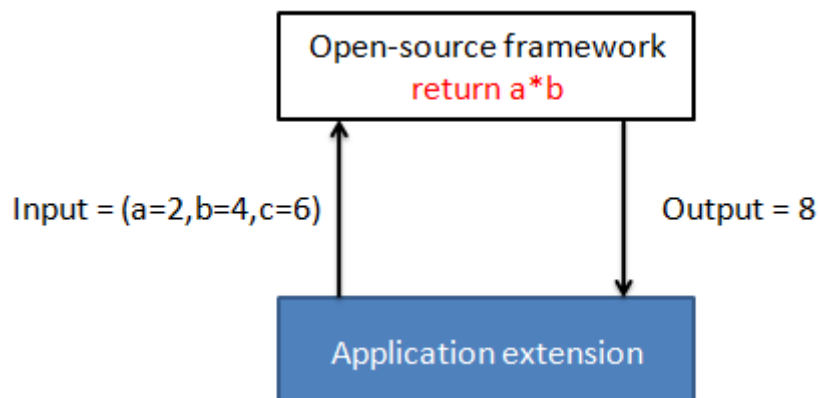 Open-source framework
return a*b
Input = (a=2,b=4,c=6)
Output = 8
Application extension